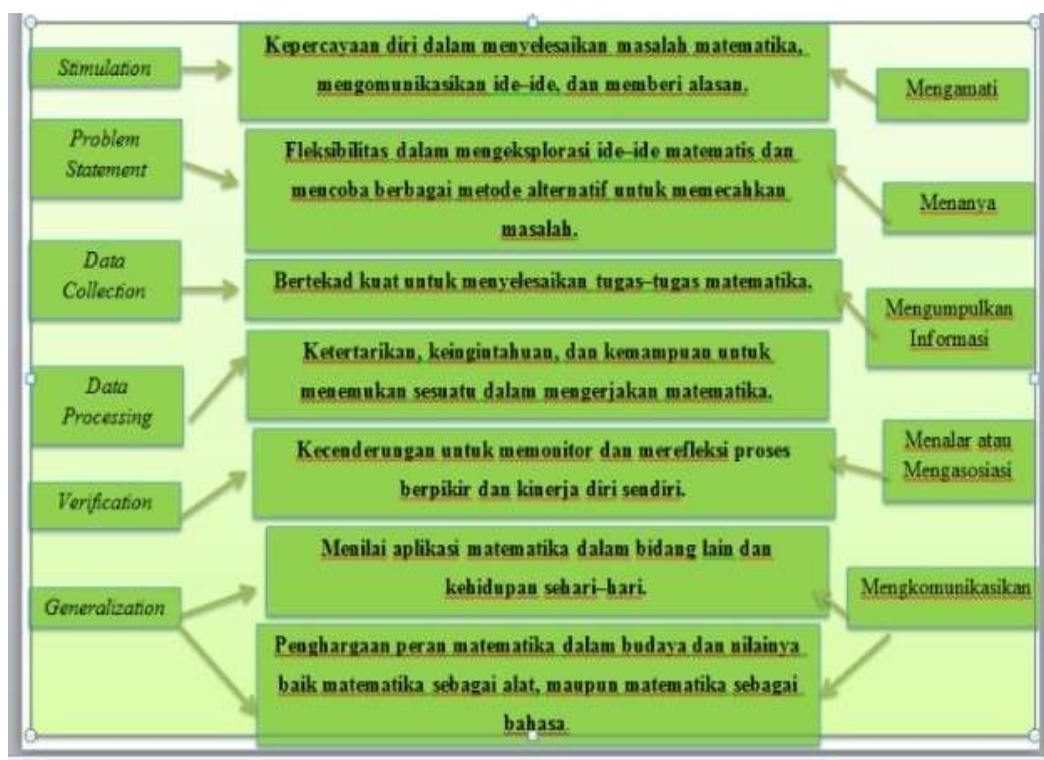 Stimulation
Problem
Statement
Data
Collection
Data
Processing
Verification
Generalization
Kepercayaan diri dalam menyelesaikan masalah matematika,
mengomunikasikan ide–ide, dan memberi alasan.
Fleksibilitas dalam mengeksplorasi ide–ide matematis dan
mencoba berbagai metode alternatif untuk memecahkan
masalah.
Bertekad kuat untuk menyelesaikan tugas–tugas matematika.
Ketertarikan, keingintahuan, dan kemampuan untuk
menemukan sesuatu dalam mengerjakan matematika.
Kecenderungan untuk memonitor dan merefleksi proses
berpikir dan kinerja diri sendiri.
Menilai aplikasi matematika dalam bidang lain dan
kehidupan sehari–hari.
Penghargaan peran matematika dalam budaya dan nilainya
baik matematika sebagai alat, maupun matematika sebagai
bahasa.
Mengamati
Menanya
Mengumpulkan
Informasi
Menalar atau
Mengasosiasi
Mengkomunikasikan